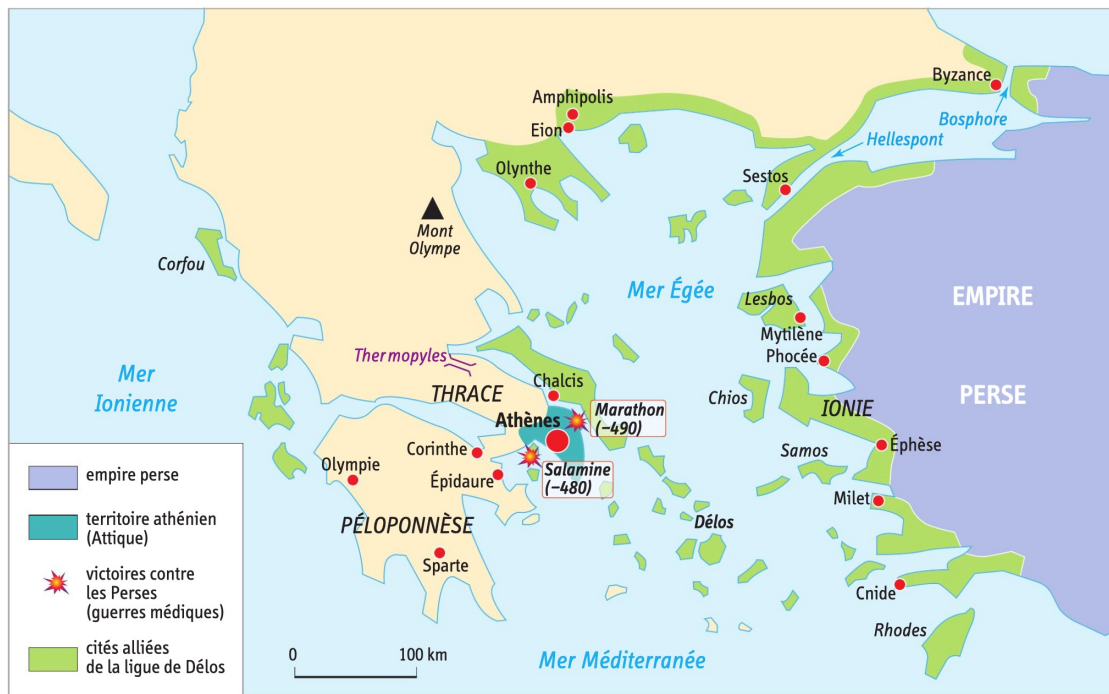 Byzance
Amphipolis
Eion
Bosphore
Hellespont
Olynthe
Sestos
Mont
Olympe
Corfou
Mer Égée
Lesbos
EMPIRE
PERSE
Mytilène
Phocée
Thermopyles
Mer
Ionienne
THRACE
Chalcis
Chios
IONIE
Athènes
Marathon
(–490)
Corinthe
Samos
Éphèse
Olympie
Épidaure
Salamine
(–480)
Milet
PÉLOPONNÈSE
Délos
Sparte
Cnide
Rhodes
0
100 km
Mer Méditerranée
empire perse
territoire athénien
(Attique)
victoires contre
les Perses
(guerres médiques)
cités alliées
de la ligue de Délos